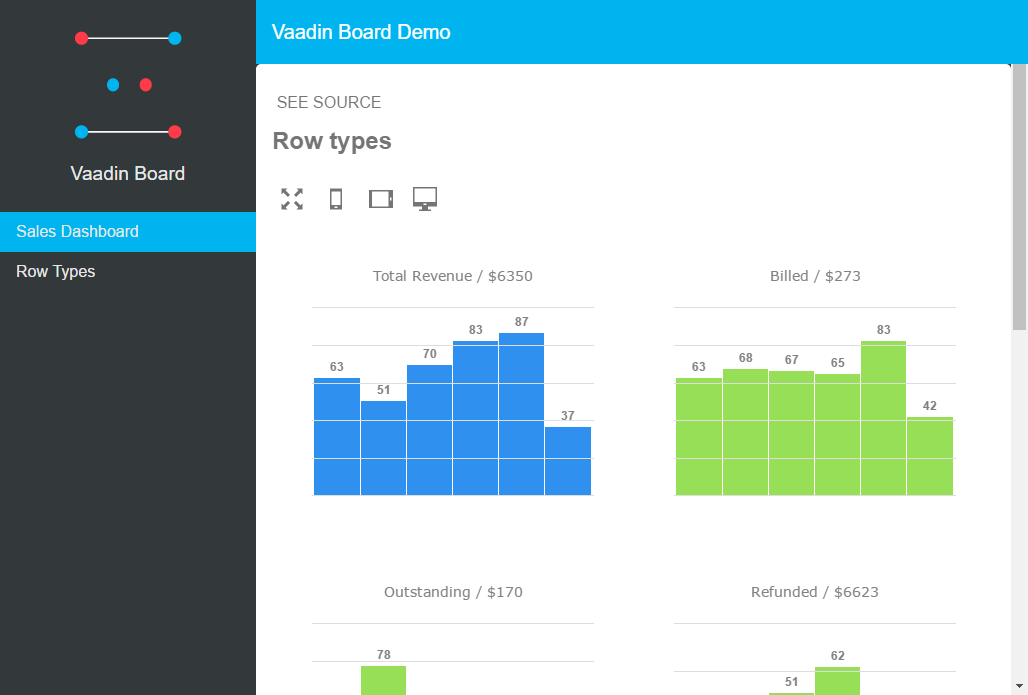 Vaadin Board
Sales Dashboard
Row Types
Vaadin Board Demo
SEE SOURCE
Row types
Total Revenue / $6350
63
51
70
83
87
37
Billed / $273
63
68
67
65
83
42
Outstanding / $170
78
Refunded / $6623
51
62